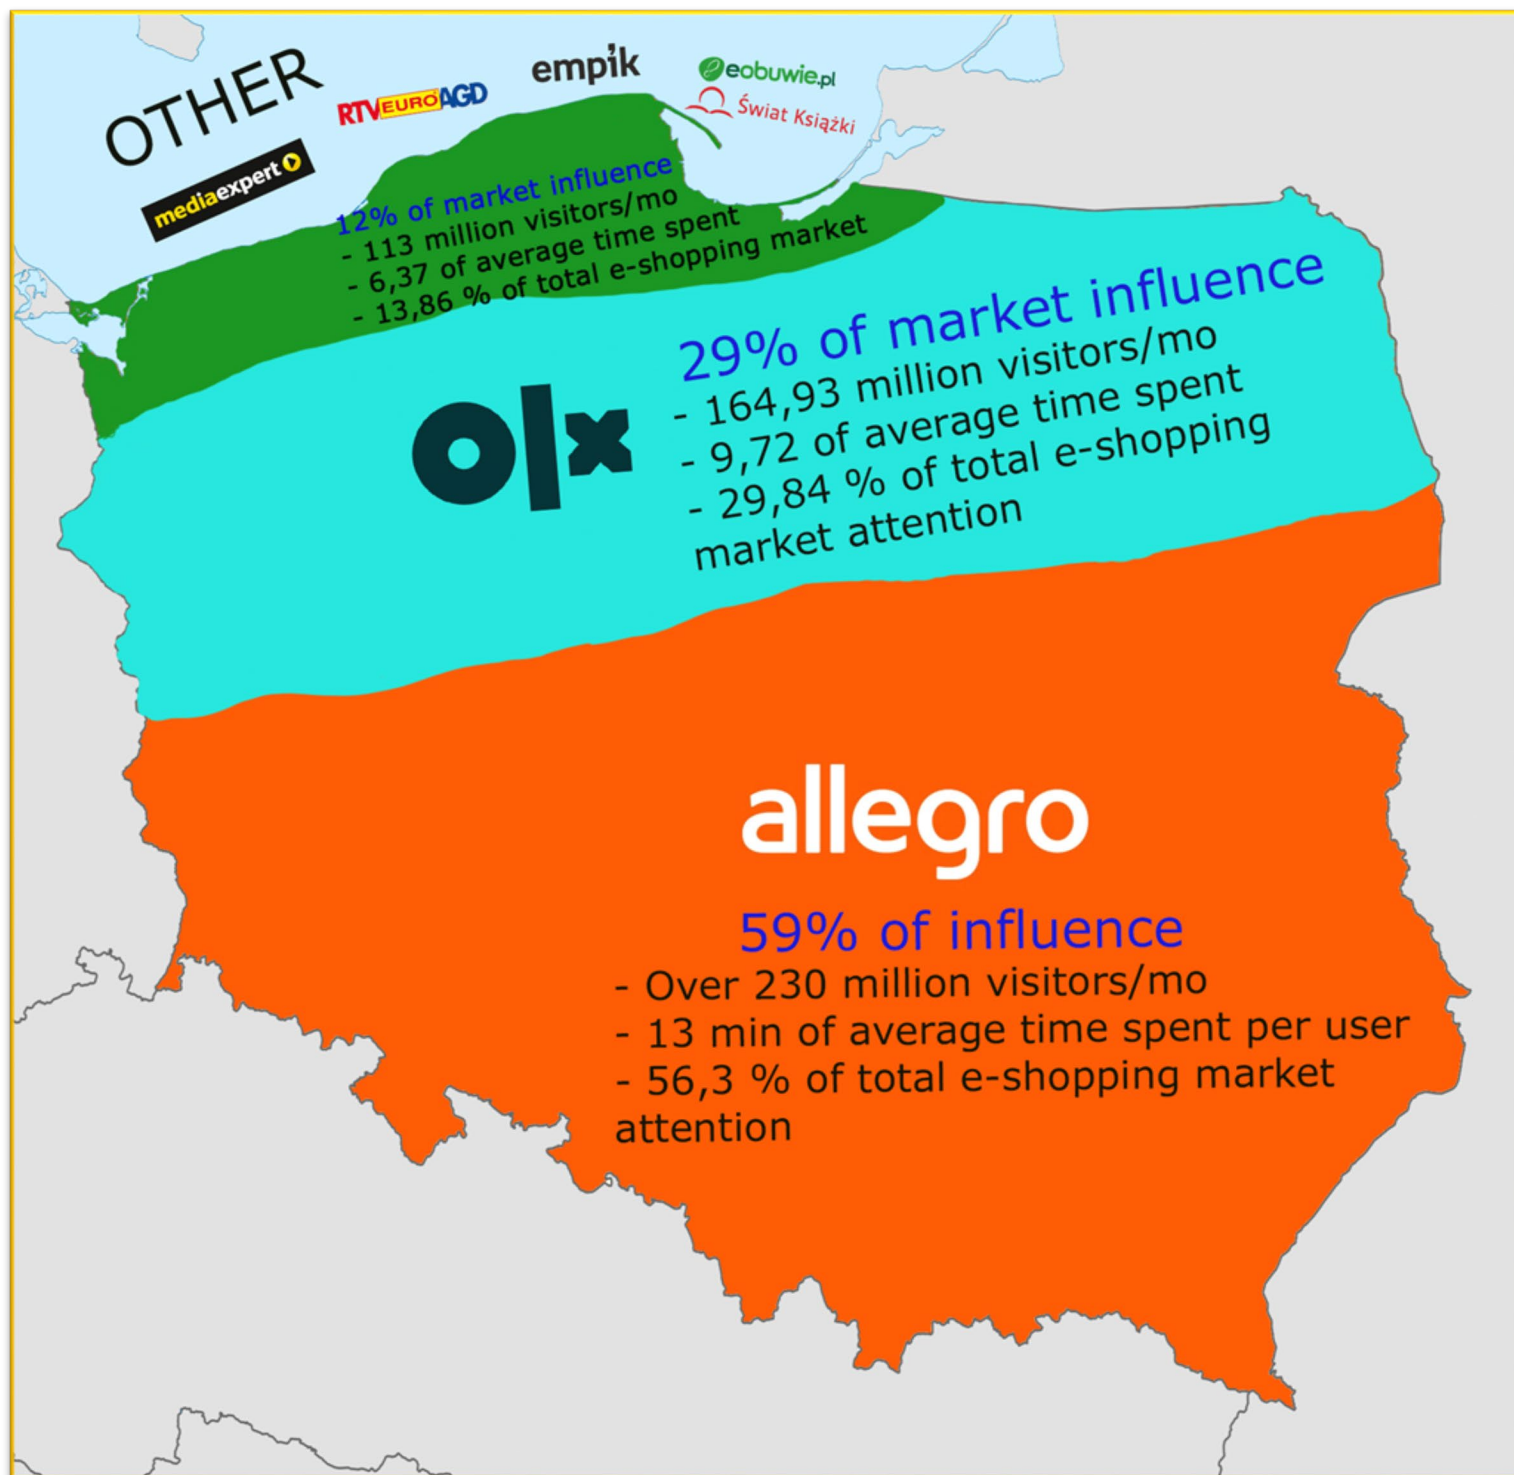 OTHER
mediaexpert
RTV EURO AGD
empik
eobuwie.pl
Świat Książki
12% of market influence
- 113 million visitors/mo
- 6,37 of average time spent
- 13,86 % of total e-shopping market
olx
29% of market influence
- 164,93 million visitors/mo
- 9,72 of average time spent
- 29,84 % of total e-shopping
market attention
allegro
59% of influence
- Over 230 million visitors/mo
- 13 min of average time spent per user
- 56,3 % of total e-shopping market
attention